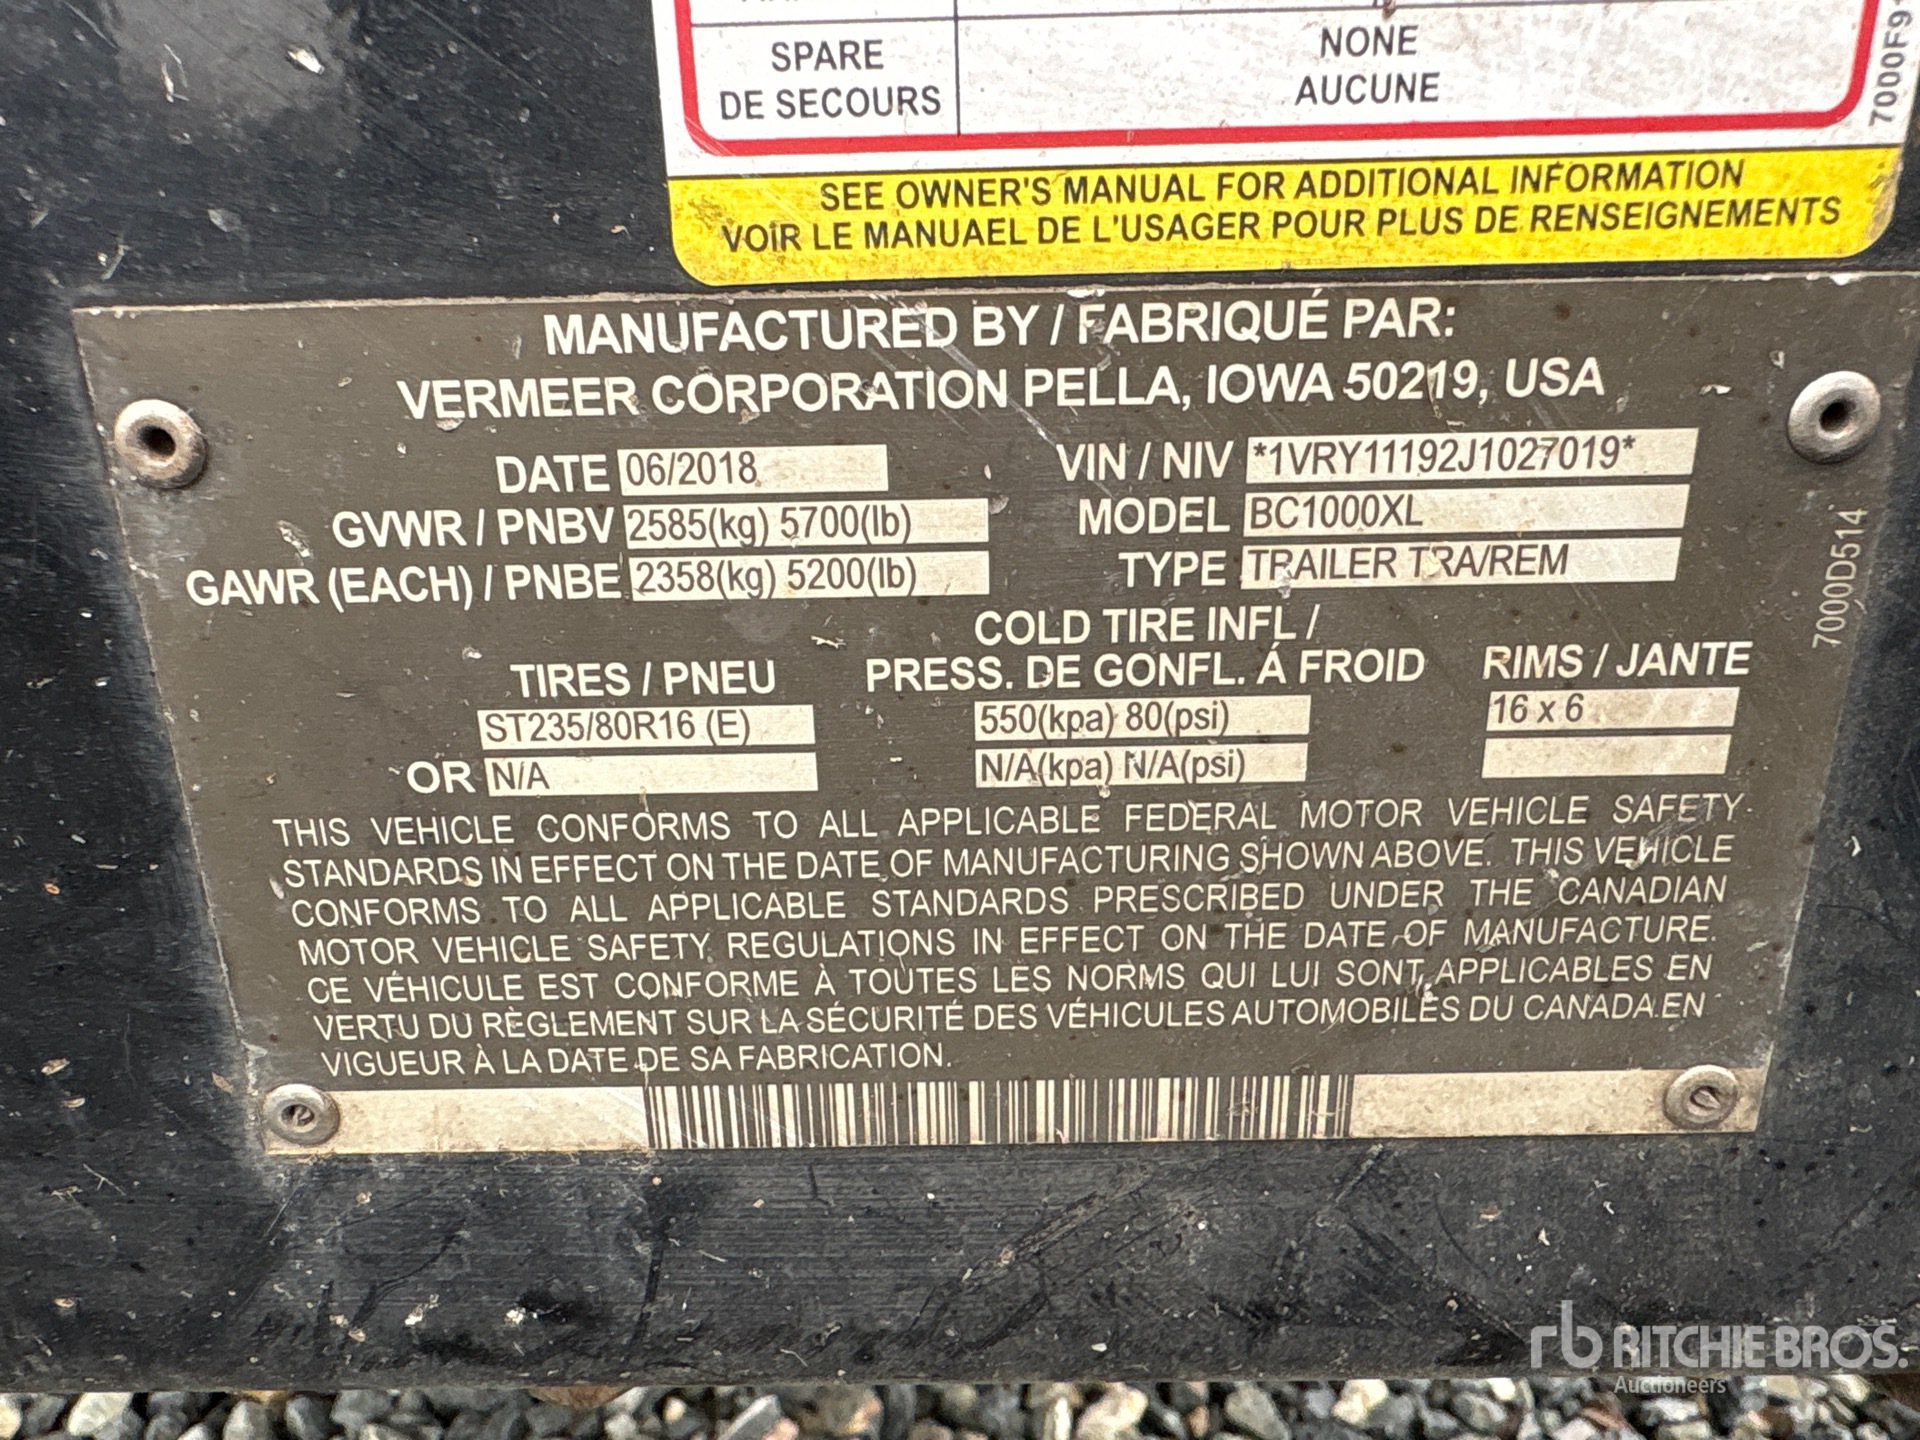 SPARE
DE SECOURS
NONE
AUCUNE
SEE OWNER'S MANUAL FOR ADDITIONAL INFORMATION
VOIR LE MANUAEL DE L'USAGER POUR PLUS DE RENSEIGNEMENTS
MANUFACTURED BY / FABRIQUÉ PAR:
VERMEER CORPORATION PELLA, IOWA 50219, USA
DATE 06/2018
VIN / NIV *1VRY11192J1027019*
GVWR / PNBV 2585(kg) 5700(lb)
MODEL BC1000XL
GAWR (EACH) / PNBE 2358(kg) 5200(lb)
TYPE TRAILER TRA/REM
7000D514
TIRES / PNEU
COLD TIRE INFL /
PRESS. DE GONFL. Á FROID
RIMS / JANTE
ST235/80R16 (E)
550(kpa) 80(psi)
16 x 6
OR N/A
N/A(kpa) N/A(psi)
THIS VEHICLE CONFORMS TO ALL APPLICABLE FEDERAL MOTOR VEHICLE SAFETY
STANDARDS IN EFFECT ON THE DATE OF MANUFACTURING SHOWN ABOVE. THIS VEHICLE
CONFORMS TO ALL APPLICABLE STANDARDS PRESCRIBED UNDER THE CANADIAN
MOTOR VEHICLE SAFETY REGULATIONS IN EFFECT ON THE DATE OF MANUFACTURE.
CE VÉHICULE EST CONFORME À TOUTES LES NORMS QUI LUI SONT APPLICABLES EN
VERTU DU RÈGLEMENT SUR LA SÉCURITÉ DES VÉHICULES AUTOMOBILES DU CANADA EN
VIGUEUR À LA DATE DE SA FABRICATION.
rb RITCHIE BROS.
Auctioneers